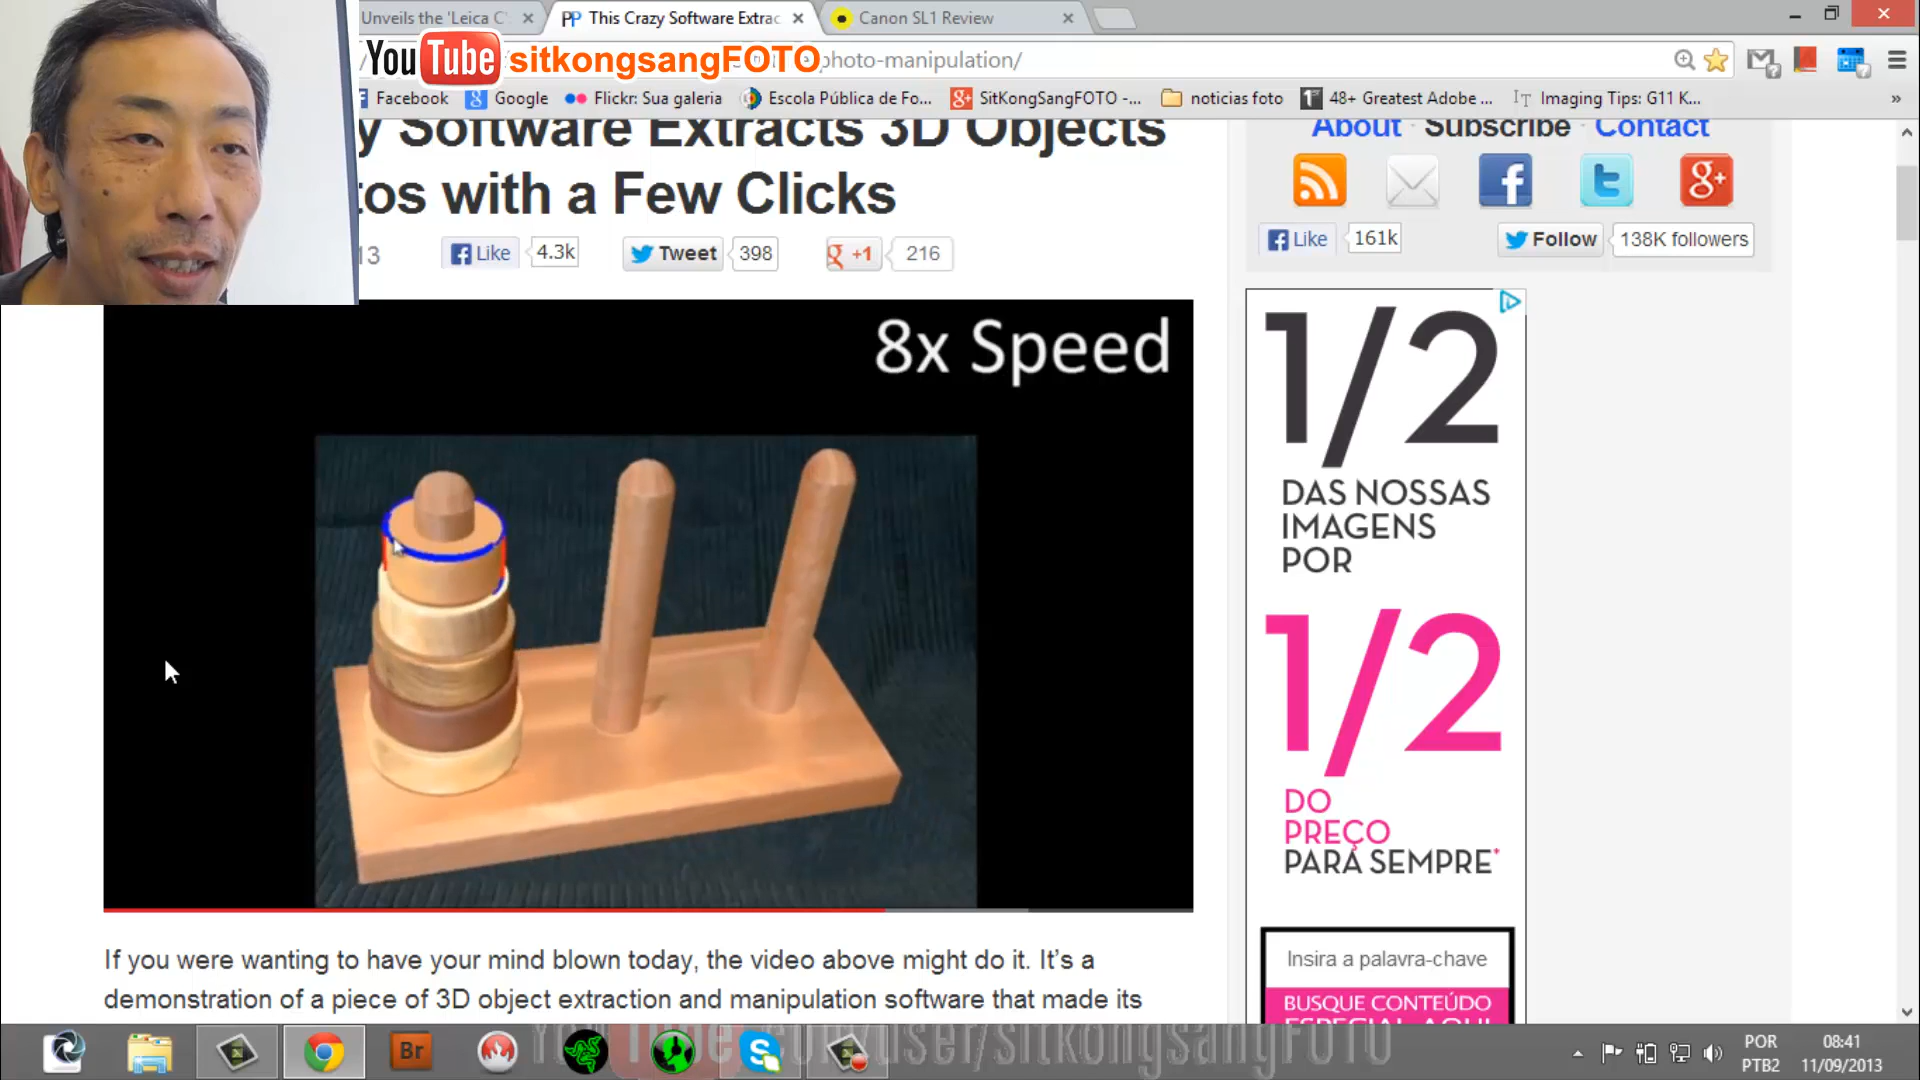 Unveils the 'Leica C'
This Crazy Software Extrac
Canon SL1 Review
YouTube sitkongsangFOTO
photo-manipulation/
Facebook
Google
Flickr: Sua galeria
Escola Pública de Fo...
SitKongSangFOTO -...
noticias foto
48+ Greatest Adobe ...
Imaging Tips: G11 K...
»
y Software Extracts 3D Objects
tos with a Few Clicks
13
Like 4.3k
Tweet 398
+1 216
About · Subscribe · Contact
Like 161k
Follow 138K followers
8x Speed
1/2
DAS NOSSAS
IMAGENS
POR
1/2
DO
PREÇO
PARA SEMPRE*
Insira a palavra-chave
BUSQUE CONTEÚDO
ESPECIAL AQUI
If you were wanting to have your mind blown today, the video above might do it. It's a
demonstration of a piece of 3D object extraction and manipulation software that made its
Br
POR
PTB2
08:41
11/09/2013